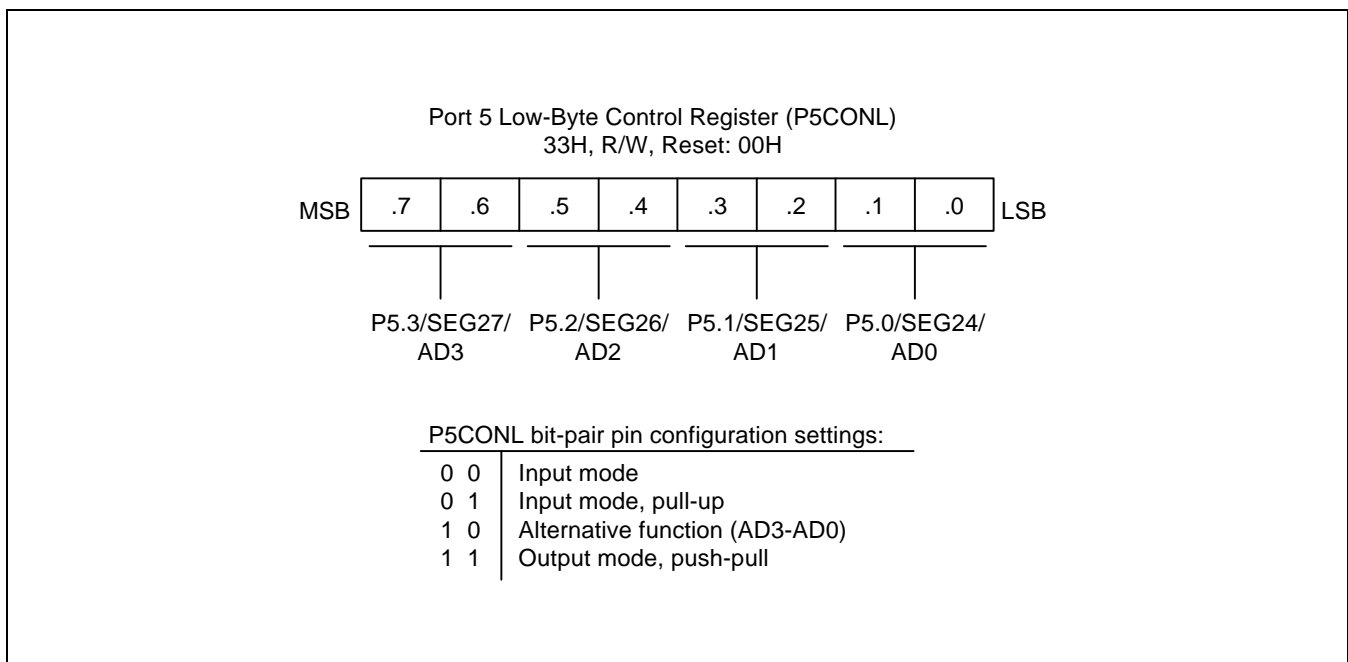 Port 5 Low-Byte Control Register (P5CONL)
33H, R/W, Reset: 00H
MSB .7 .6 .5 .4 .3 .2 .1 .0 LSB
P5.3/SEG27/ P5.2/SEG26/ P5.1/SEG25/ P5.0/SEG24/
AD3 AD2 AD1 AD0
P5CONL bit-pair pin configuration settings:
0 0 Input mode
0 1 Input mode, pull-up
1 0 Alternative function (AD3-AD0)
1 1 Output mode, push-pull